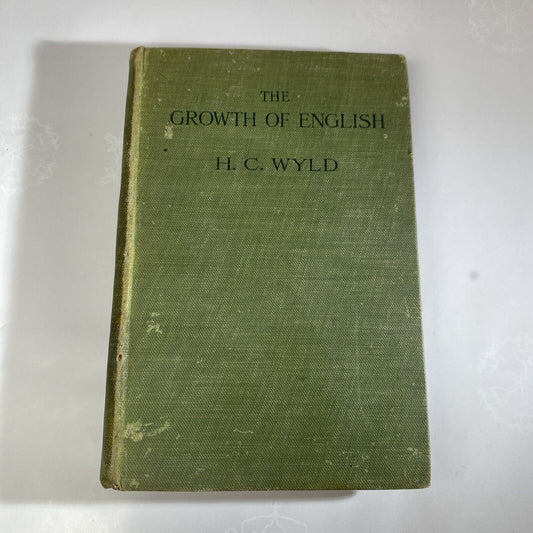 THE
GROWTH OF ENGLISH
H. C. WYLD